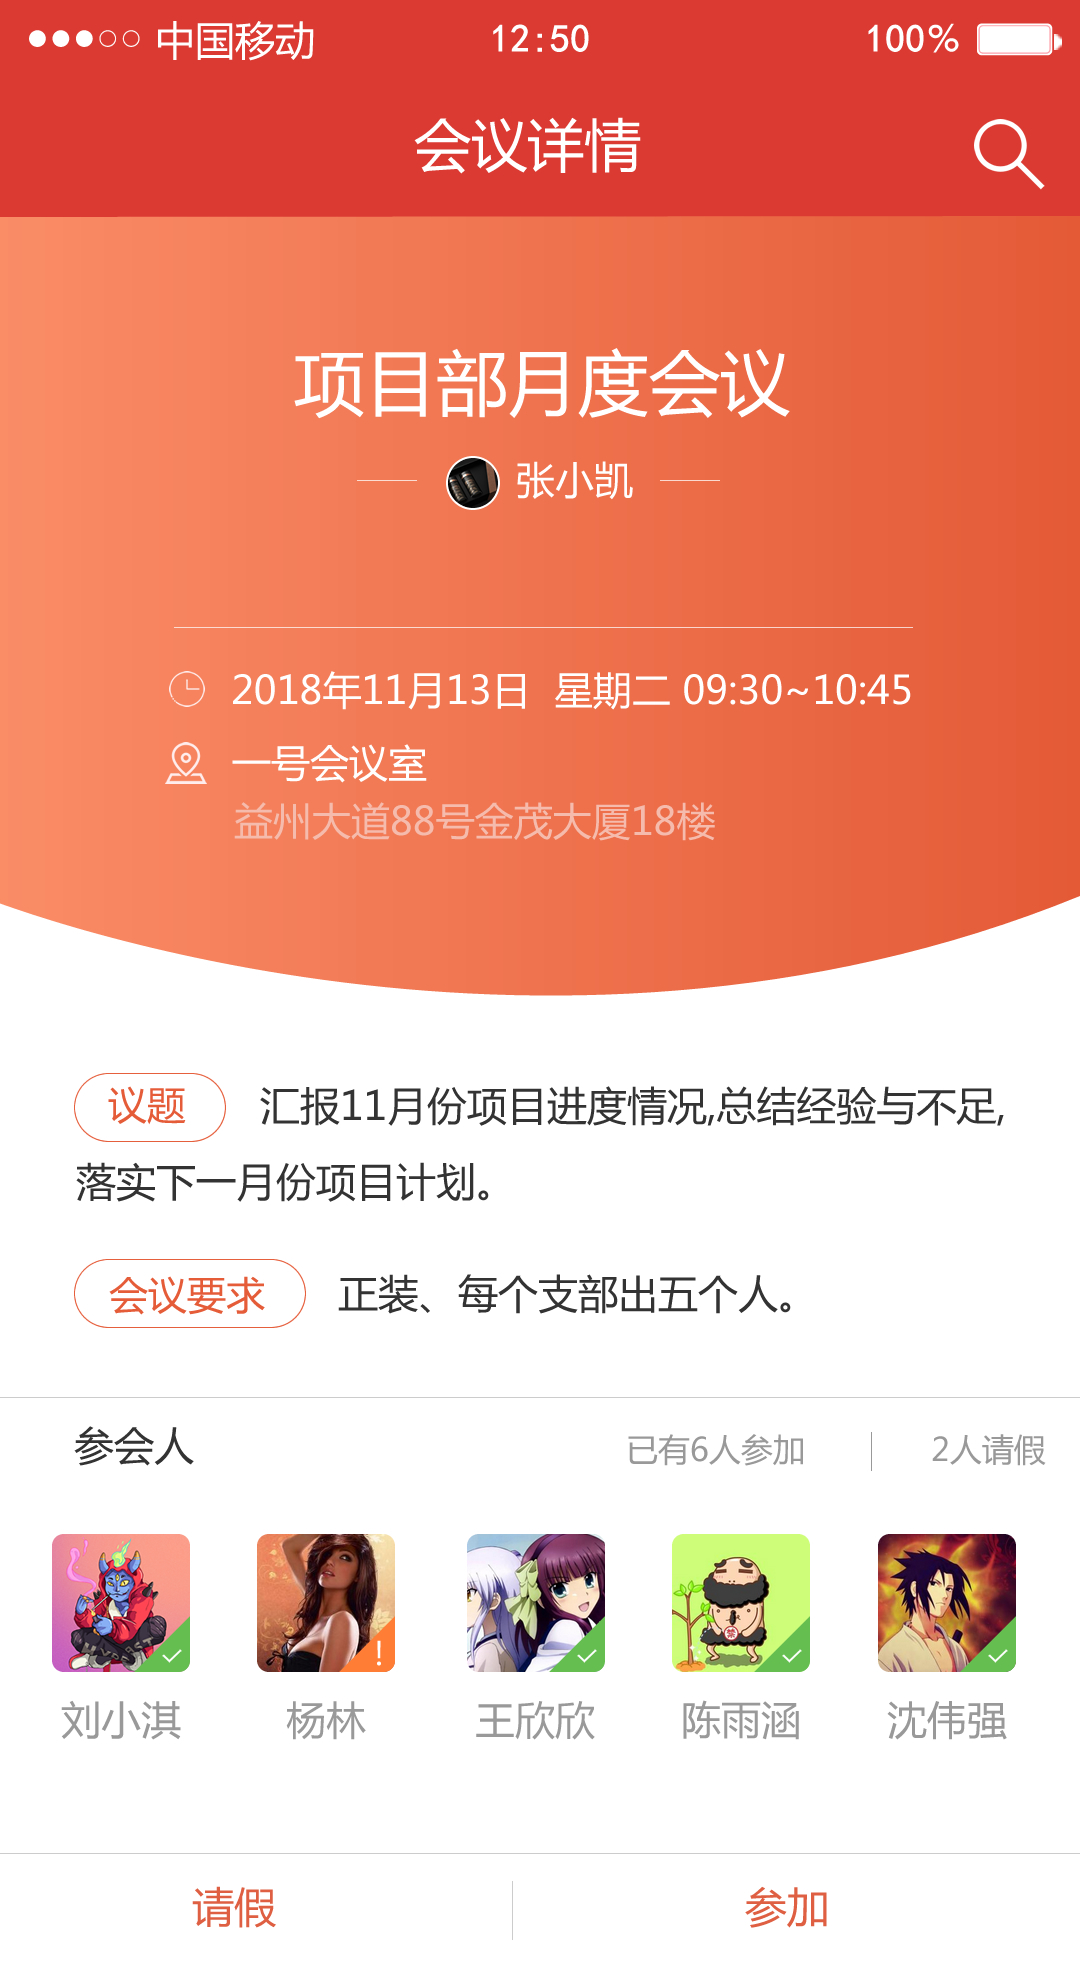 中国移动 12:50 100%
会议详情
项目部月度会议
张小凯
2018年11月13日 星期二 09:30~10:45
一号会议室
益州大道88号金茂大厦18楼
议题 汇报11月份项目进度情况,总结经验与不足,
落实下一月份项目计划。
会议要求 正装、每个支部出五个人。
参会人 已有6人参加 2人请假
刘小淇 杨林 王欣欣 陈雨涵 沈伟强
请假 参加